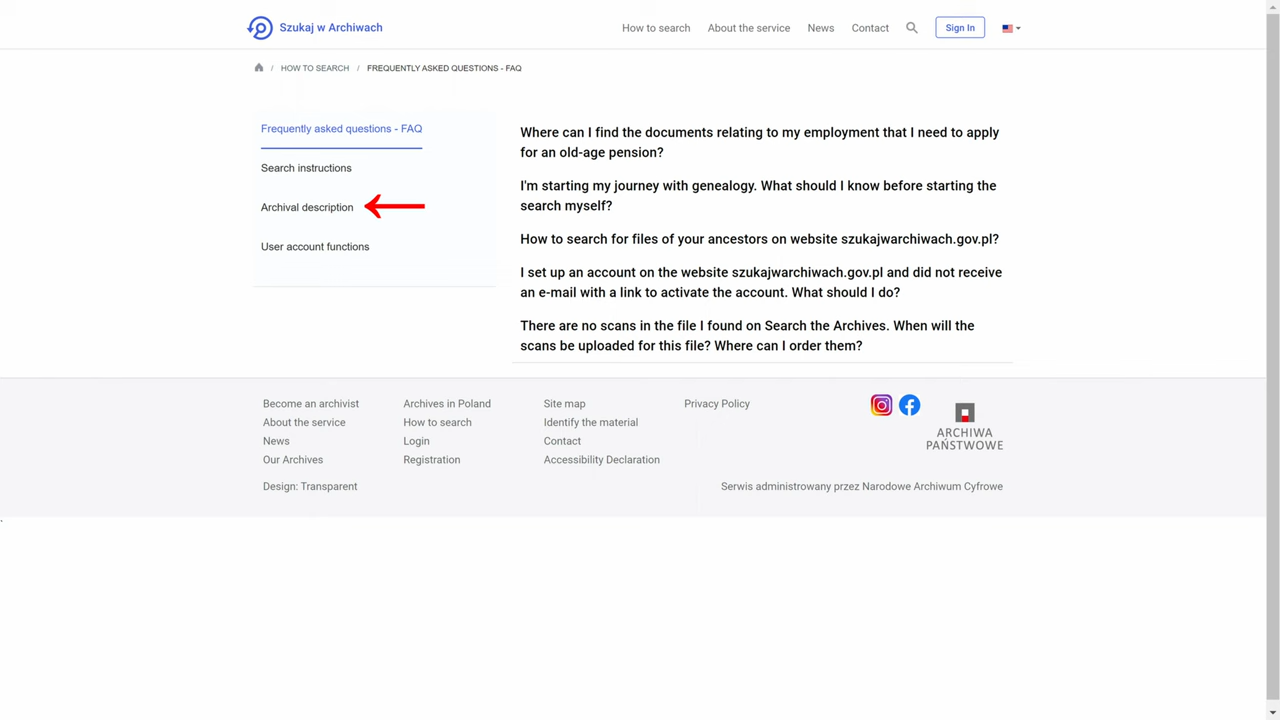 Szukaj w Archiwach
How to search
About the service
News
Contact
Sign In
/ HOW TO SEARCH / FREQUENTLY ASKED QUESTIONS - FAQ
Frequently asked questions - FAQ
Search instructions
Archival description
User account functions
Where can I find the documents relating to my employment that I need to apply
for an old-age pension?
I'm starting my journey with genealogy. What should I know before starting the
search myself?
How to search for files of your ancestors on website szukajwarchiwach.gov.pl?
I set up an account on the website szukajwarchiwach.gov.pl and did not receive
an e-mail with a link to activate the account. What should I do?
There are no scans in the file I found on Search the Archives. When will the
scans be uploaded for this file? Where can I order them?
Become an archivist
About the service
News
Our Archives
Archives in Poland
How to search
Login
Registration
Site map
Identify the material
Contact
Accessibility Declaration
Privacy Policy
ARCHIWA
PAŃSTWOWE
Design: Transparent
Serwis administrowany przez Narodowe Archiwum Cyfrowe